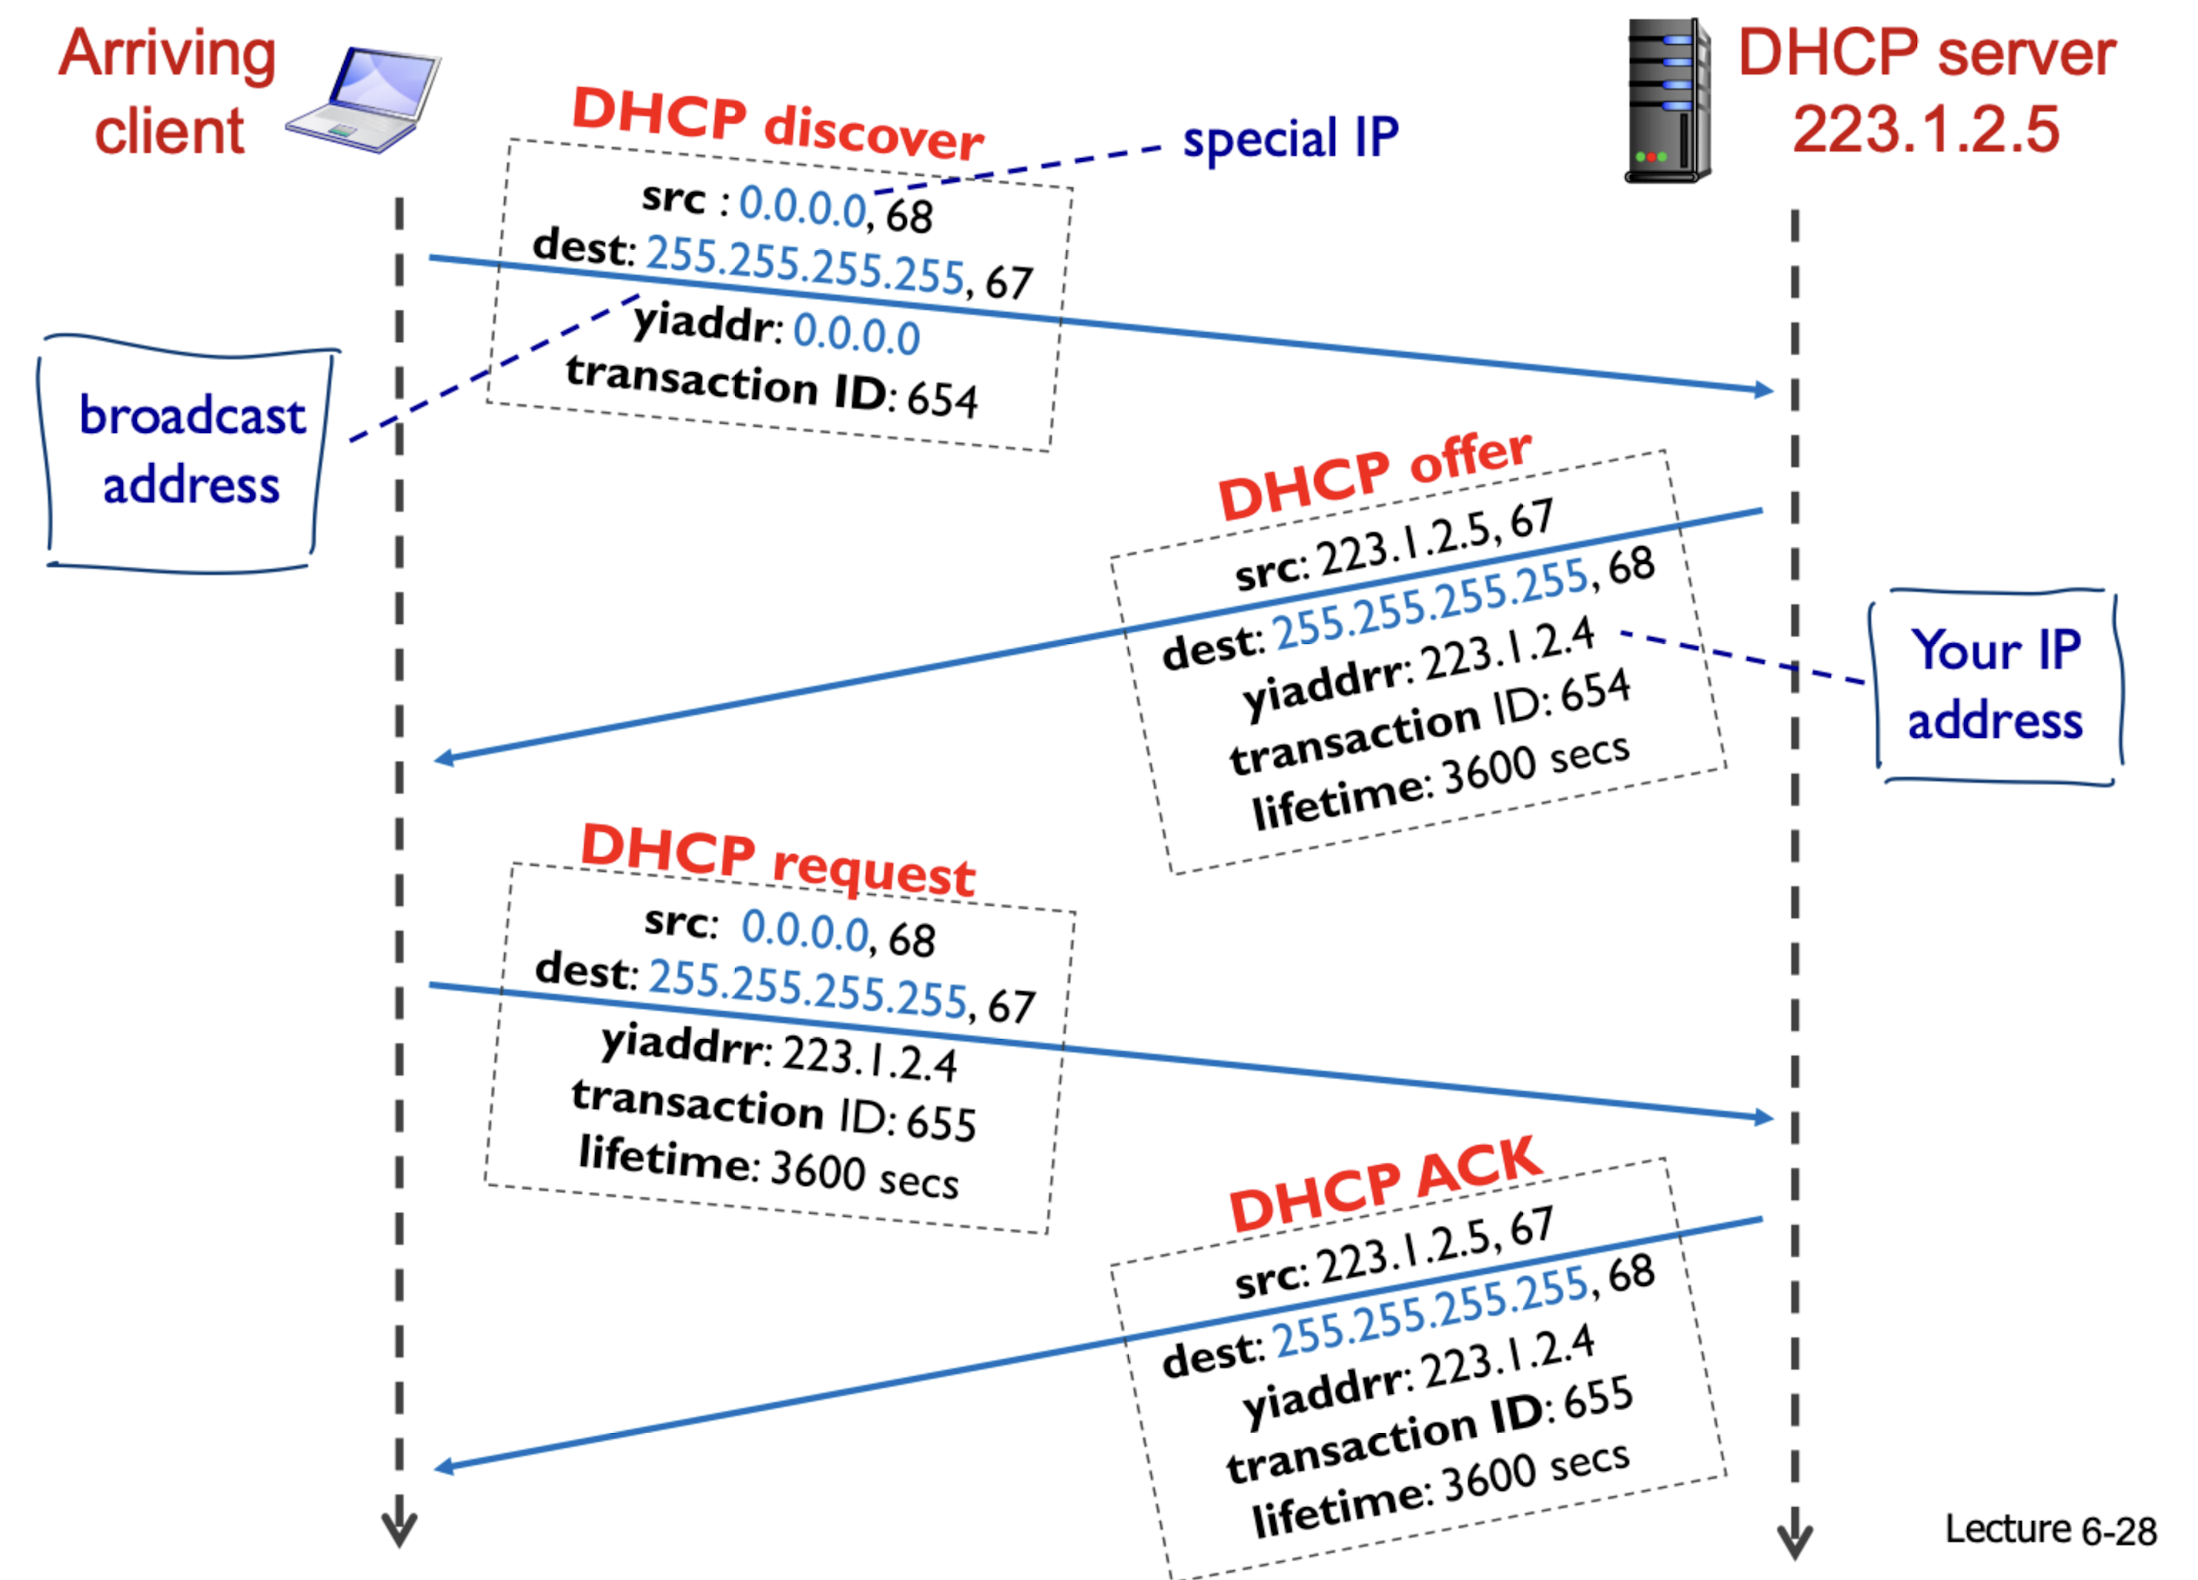 Arriving
client
DHCP server
223.1.2.5
DHCP discover
special IP
src : 0.0.0.0, 68
dest: 255.255.255.255, 67
yiaddr: 0.0.0.0
transaction ID: 654
broadcast
address
DHCP offer
src: 223.1.2.5, 67
dest: 255.255.255.255, 68
yiaddrr: 223.1.2.4
transaction ID: 654
lifetime: 3600 secs
Your IP
address
DHCP request
src: 0.0.0.0, 68
dest: 255.255.255.255, 67
yiaddrr: 223.1.2.4
transaction ID: 655
lifetime: 3600 secs
DHCP ACK
src: 223.1.2.5, 67
dest: 255.255.255.255, 68
yiaddrr: 223.1.2.4
transaction ID: 655
lifetime: 3600 secs
Lecture 6-28